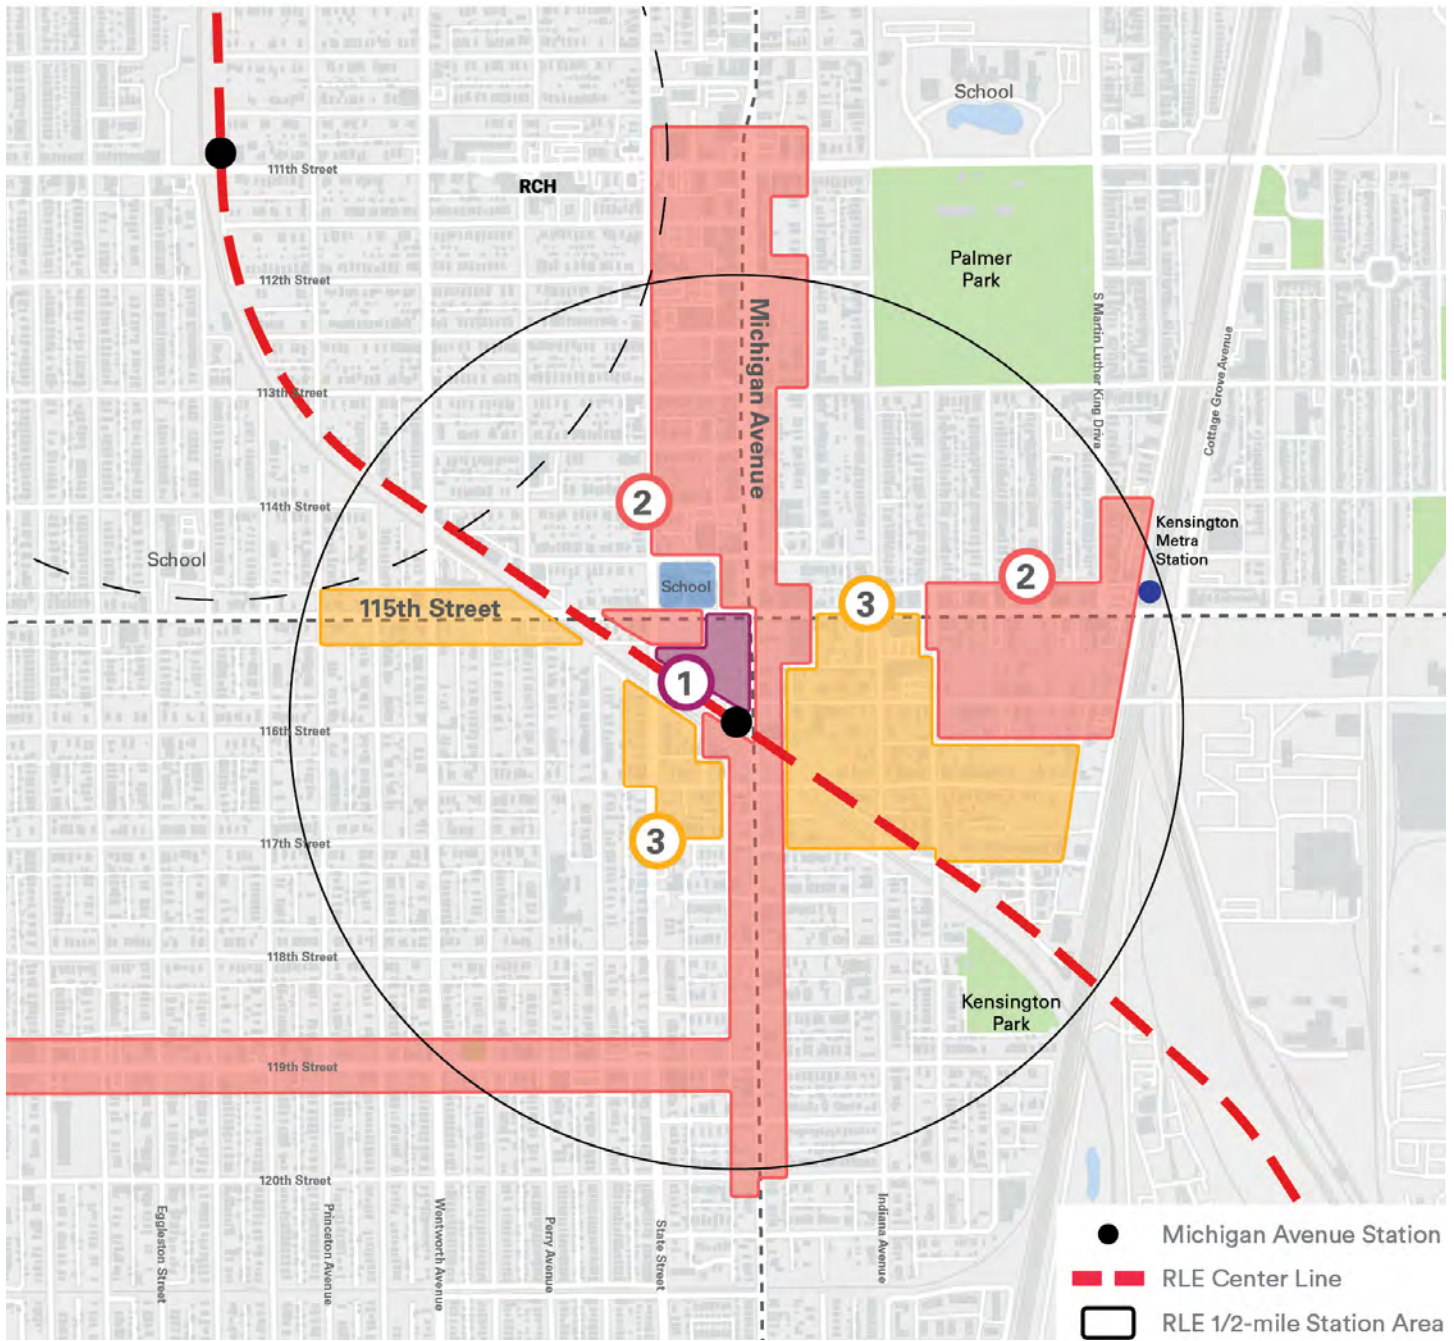 School
111th Street
RCH
Palmer
Park
112th Street
Michigan Avenue
S Martin Luther King Drive
Cottage Grove Avenue
113th Street
2
114th Street
Kensington
Metra
Station
School
School
2
3
115th Street
1
116th Street
3
117th Street
118th Street
Kensington
Park
119th Street
120th Street
Eggleston Street
Princeton Avenue
Wentworth Avenue
Perry Avenue
State Street
Indiana Avenue
Michigan Avenue Station
RLE Center Line
RLE 1/2-mile Station Area